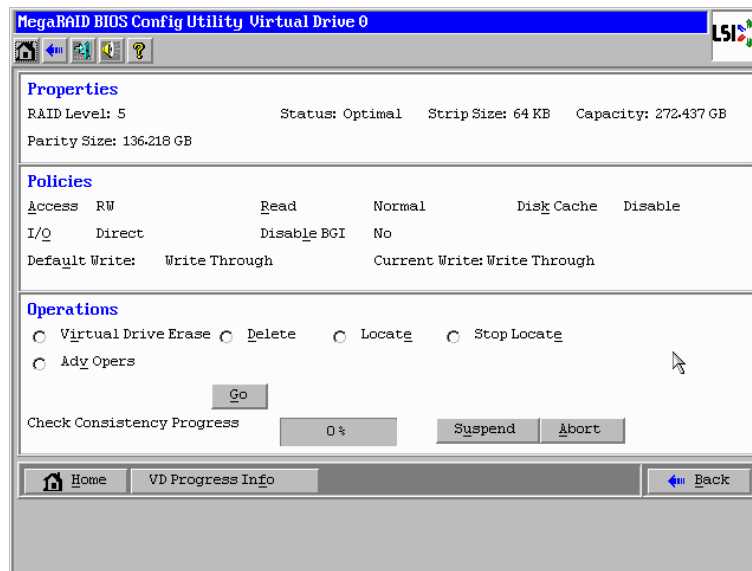 MegaRAID BIOS Config Utility Virtual Drive 0
LSI
Properties
RAID Level: 5 Status: Optimal Strip Size: 64 KB Capacity: 272.437 GB
Parity Size: 136.218 GB
Policies
Access RW Read Normal Disk Cache Disable
I/O Direct Disable BGI No
Default Write: Write Through Current Write: Write Through
Operations
Virtual Drive Erase Delete Locate Stop Locate
Adv Opers
Go
Check Consistency Progress 0 % Suspend Abort
Home VD Progress Info Back